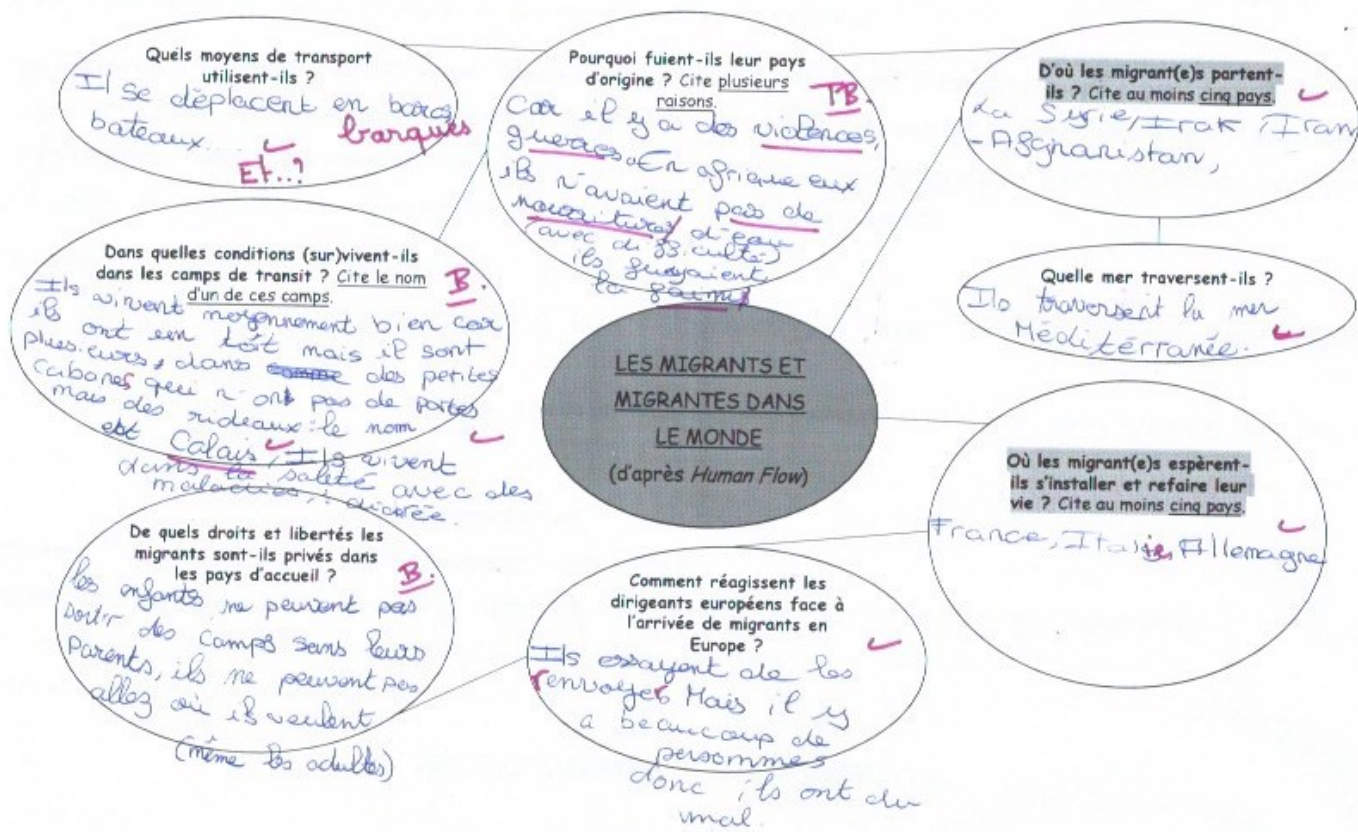 Quels moyens de transport
utilisent-ils ?
Il se déplacent en barcs,
bateaux....
barques
Et..?
Pourquoi fuient-ils leur pays
d'origine ? Cite plusieurs
raisons.
TB.
Car il y a des violences,
guerres. En afrique eux
ils n'avaient pas de
nourritures, d'eau
(avec difficulté)
ils fuyaient
la faim,
D'où les migrant(e)s partent-
ils ? Cite au moins cinq pays.
La Syrie, Irak, Iran
-Afghanistan,
Dans quelles conditions (sur)vivent-ils
dans les camps de transit ? Cite le nom
d'un de ces camps.
B.
Ils vivent moyennement bien car
ils ont un toit mais il sont
plusieurs, dans comme des petites
cabanes qui n'ont pas de portes
mais des rideaux: le nom
est Calais, Ils vivent
dans la saleté avec des
maladies,
Quelle mer traversent-ils ?
Ils traversent la mer
Méditérranée.
LES MIGRANTS ET
MIGRANTES DANS
LE MONDE
(d'après Human Flow)
Où les migrant(e)s espèrent-
ils s'installer et refaire leur
vie ? Cite au moins cinq pays.
France, Italie, Allemagne
De quels droits et libertés les
migrants sont-ils privés dans
les pays d'accueil ?
B.
les enfants ne peuvent pas
sortir des camps sans leurs
parents, ils ne peuvent pas
allez où ils veulent
(même les adultes)
Comment réagissent les
dirigeants européens face à
l'arrivée de migrants en
Europe ?
Ils essayent de les
renvoyer Mais il y
a beaucoup de
personnes
donc ils ont du
mal.